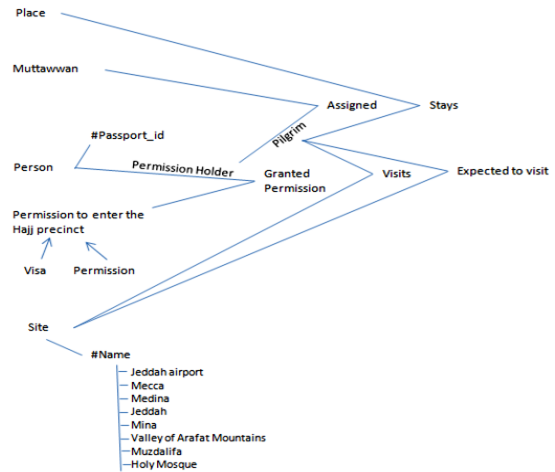 Place
Muttawwan
Assigned
Stays
#Passport_id
Pilgrim
Person
Permission Holder
Granted
Permission
Visits
Expected to visit
Permission to enter the
Hajj precinct
Visa
Permission
Site
#Name
Jeddah airport
Mecca
Medina
Jeddah
Mina
Valley of Arafat Mountains
Muzdalifa
Holy Mosque